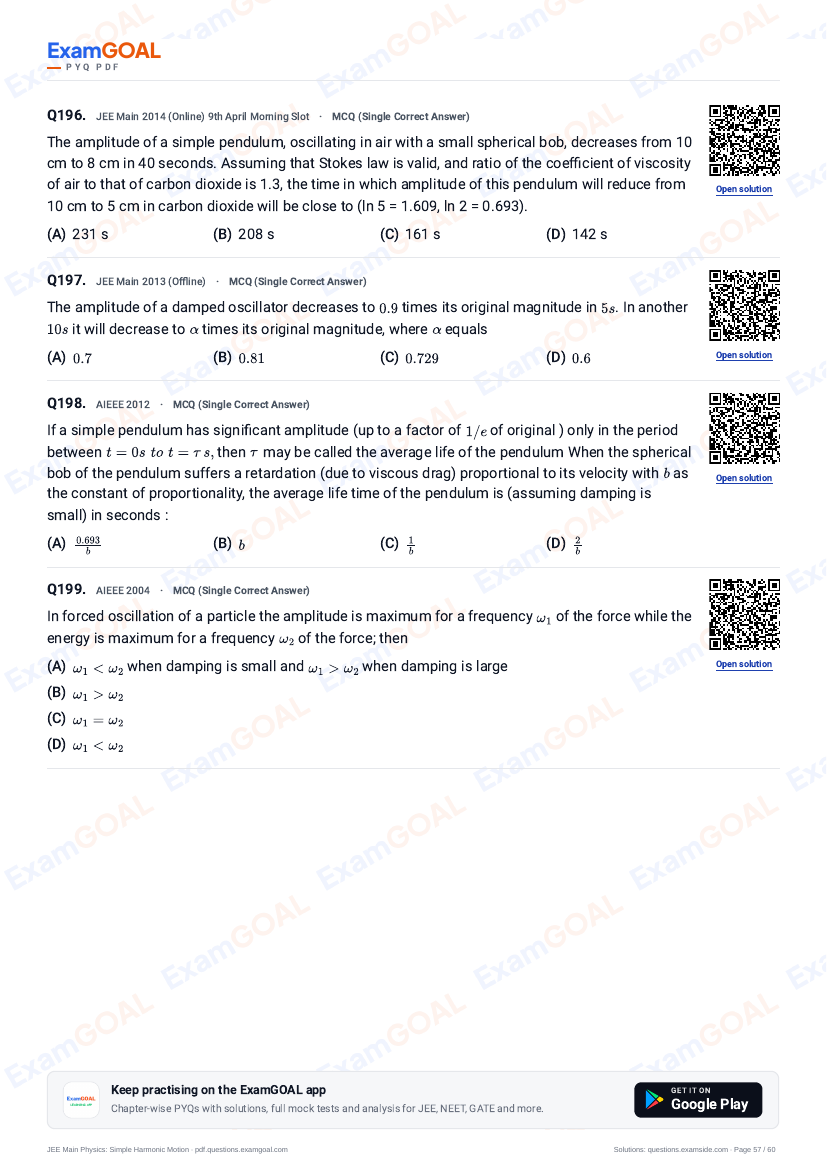 ExamGOAL
PYQ PDF
Q196. JEE Main 2014 (Online) 9th April Morning Slot · MCQ (Single Correct Answer)
The amplitude of a simple pendulum, oscillating in air with a small spherical bob, decreases from 10
cm to 8 cm in 40 seconds. Assuming that Stokes law is valid, and ratio of the coefficient of viscosity
of air to that of carbon dioxide is 1.3, the time in which amplitude of this pendulum will reduce from
10 cm to 5 cm in carbon dioxide will be close to (ln 5 = 1.609, ln 2 = 0.693).
(A) 231 s (B) 208 s (C) 161 s (D) 142 s
Open solution
Q197. JEE Main 2013 (Offline) · MCQ (Single Correct Answer)
The amplitude of a damped oscillator decreases to 0.9 times its original magnitude in 5s. In another
10s it will decrease to α times its original magnitude, where α equals
(A) 0.7 (B) 0.81 (C) 0.729 (D) 0.6
Open solution
Q198. AIEEE 2012 · MCQ (Single Correct Answer)
If a simple pendulum has significant amplitude (up to a factor of 1/e of original ) only in the period
between t = 0s to t = τ s, then τ may be called the average life of the pendulum When the spherical
bob of the pendulum suffers a retardation (due to viscous drag) proportional to its velocity with b as
the constant of proportionality, the average life time of the pendulum is (assuming damping is
small) in seconds :
(A) 0.693/b (B) b (C) 1/b (D) 2/b
Open solution
Q199. AIEEE 2004 · MCQ (Single Correct Answer)
In forced oscillation of a particle the amplitude is maximum for a frequency ω₁ of the force while the
energy is maximum for a frequency ω₂ of the force; then
(A) ω₁ < ω₂ when damping is small and ω₁ > ω₂ when damping is large
(B) ω₁ > ω₂
(C) ω₁ = ω₂
(D) ω₁ < ω₂
Open solution
Keep practising on the ExamGOAL app
Chapter-wise PYQs with solutions, full mock tests and analysis for JEE, NEET, GATE and more.
GET IT ON
Google Play
JEE Main Physics: Simple Harmonic Motion · pdf.questions.examgoal.com
Solutions: questions.examside.com · Page 57 / 60